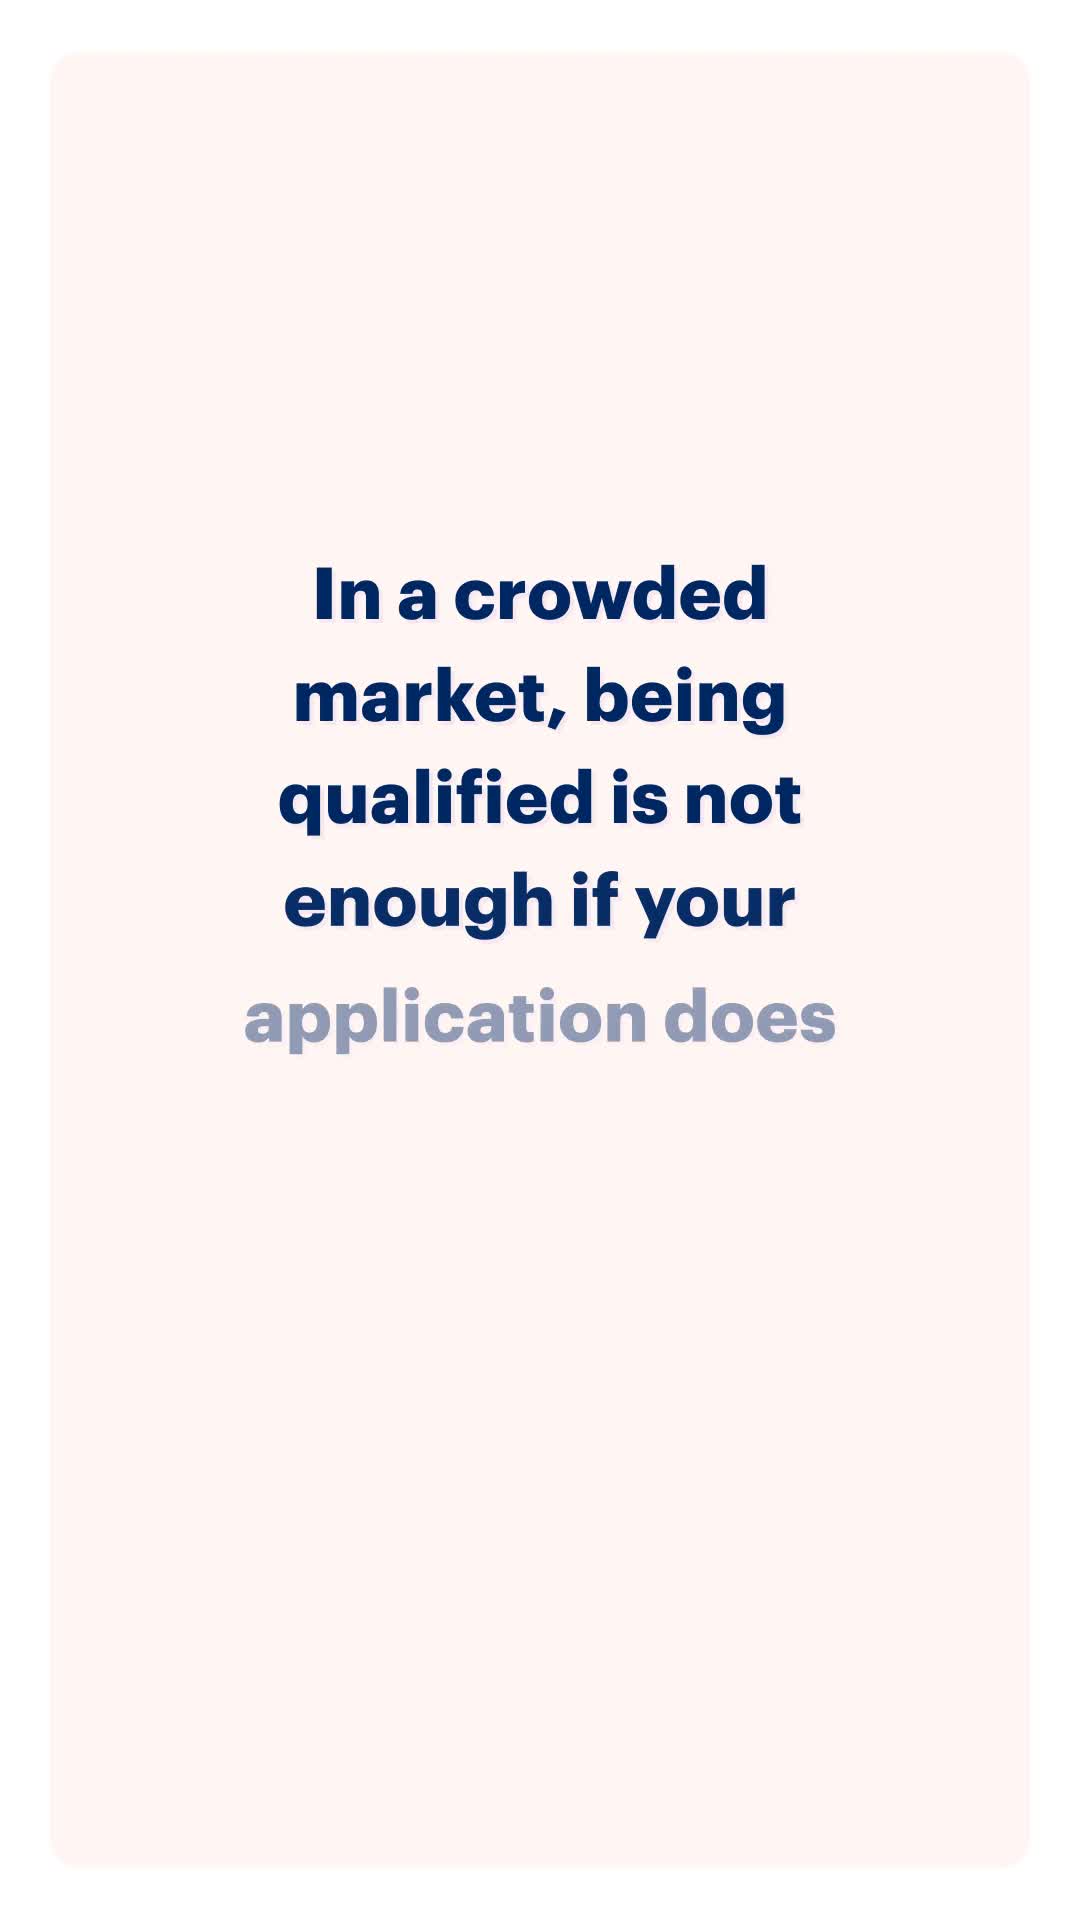 In a crowded
market, being
qualified is not
enough if your
application does